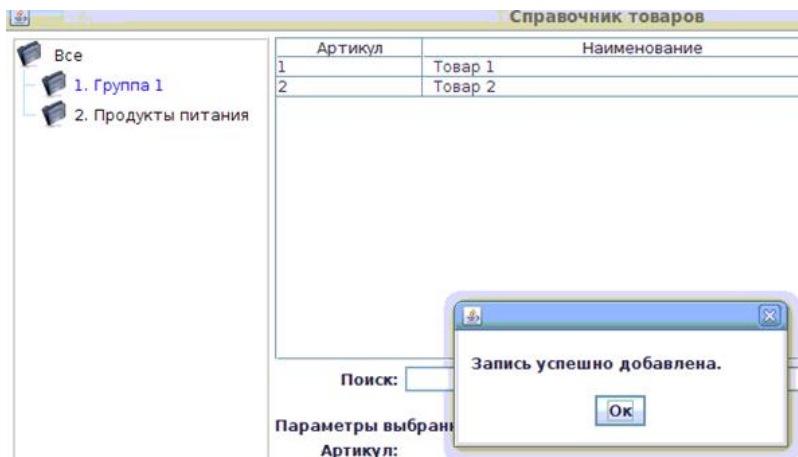 Справочник товаров
Все
1. Группа 1
2. Продукты питания
Артикул Наименование
1 Товар 1
2 Товар 2
Запись успешно добавлена.
Ок
Поиск:
Параметры
Артикул: